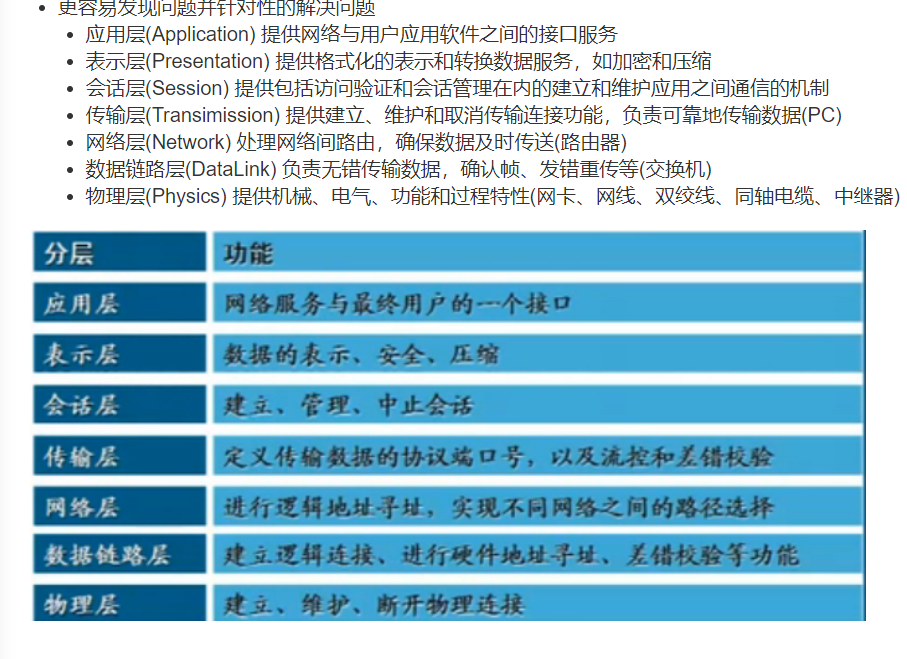 更容易发现问题并针对性的解决问题
应用层(Application) 提供网络与用户应用软件之间的接口服务
表示层(Presentation) 提供格式化的表示和转换数据服务，如加密和压缩
会话层(Session) 提供包括访问验证和会话管理在内的建立和维护应用之间通信的机制
传输层(Transimission) 提供建立、维护和取消传输连接功能，负责可靠地传输数据(PC)
网络层(Network) 处理网络间路由，确保数据及时传送(路由器)
数据链路层(DataLink) 负责无错传输数据，确认帧、发错重传等(交换机)
物理层(Physics) 提供机械、电气、功能和过程特性(网卡、网线、双绞线、同轴电缆、中继器)
分层 功能
应用层 网络服务与最终用户的一个接口
表示层 数据的表示、安全、压缩
会话层 建立、管理、中止会话
传输层 定义传输数据的协议端口号，以及流控和差错校验
网络层 进行逻辑地址寻址，实现不同网络之间的路径选择
数据链路层 建立逻辑连接、进行硬件地址寻址、差错校验等功能
物理层 建立、维护、断开物理连接